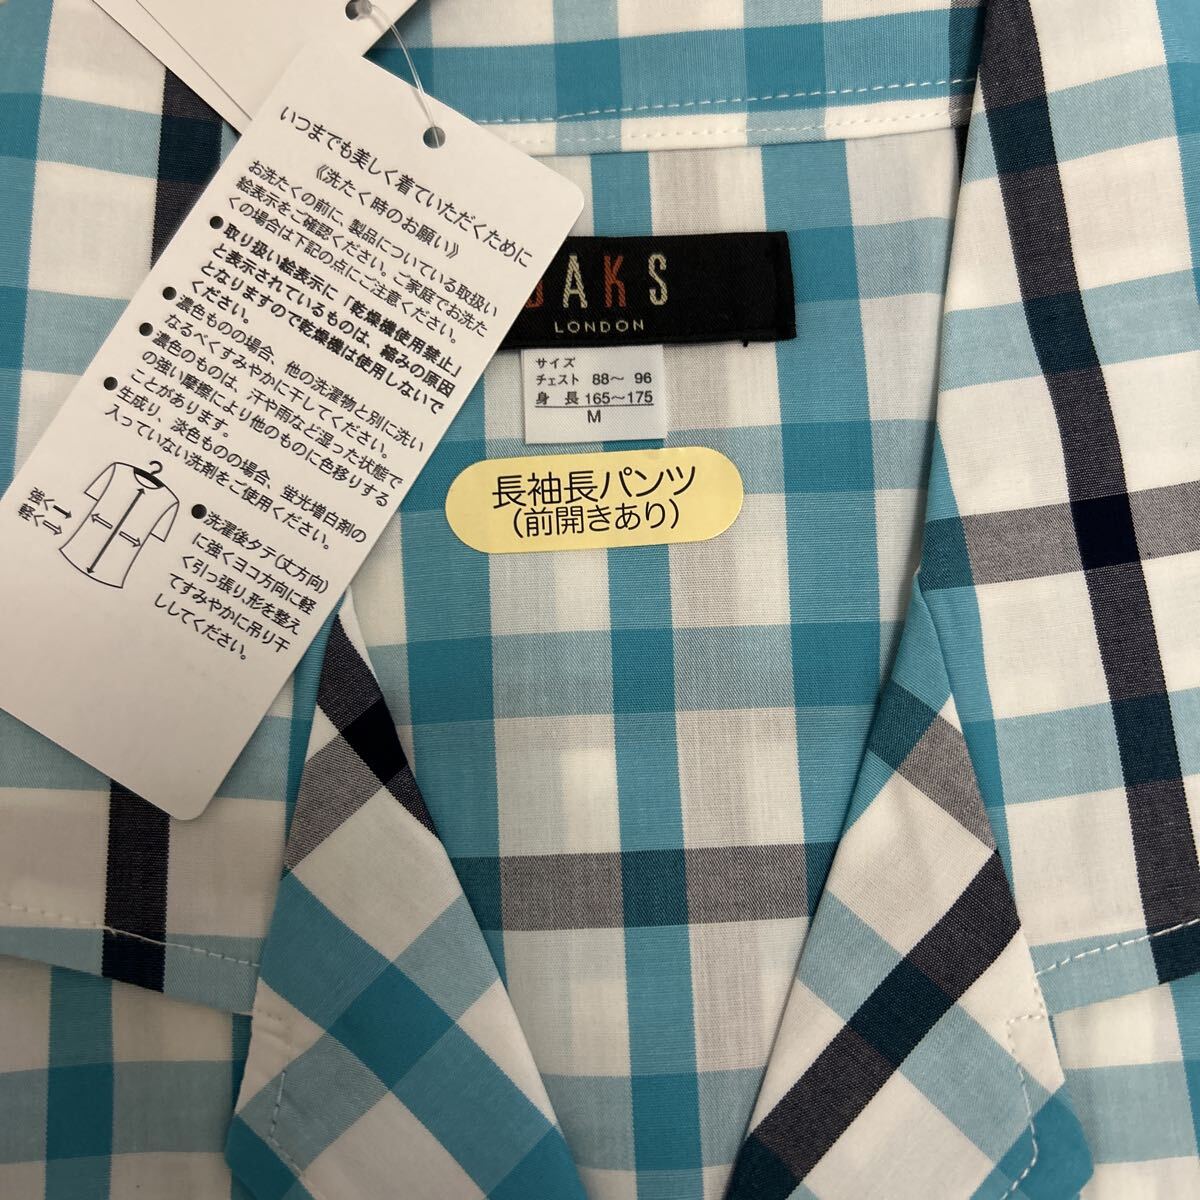 いつまでも美しく着ていただくために
《洗たく時のお願い》
お洗たくの前に、製品についている取扱い
絵表示をご確認ください。ご家庭でお洗た
くの場合は下記の点にご注意ください。
●取り扱い絵表示に「乾燥機使用禁止」
と表示されているものは、縮みの原因
となりますので乾燥機は使用しないで
ください。
●濃色ものの場合、他の洗濯物と別に洗い
なるべくすみやかに干してください。
●濃色のものは、汗や雨など湿った状態で
の強い摩擦により他のものに色移りする
ことがあります。
●生成り、淡色ものの場合、蛍光増白剤の
入っていない洗剤をご使用ください。
●洗濯後タテ(丈方向)
に強くヨコ方向に軽
く引っ張り、形を整え
てすみやかに吊り干
ししてください。
強く
軽く
AKS
LONDON
サイズ
チェスト 88〜 96
身 長 165〜175
M
長袖長パンツ
(前開きあり)